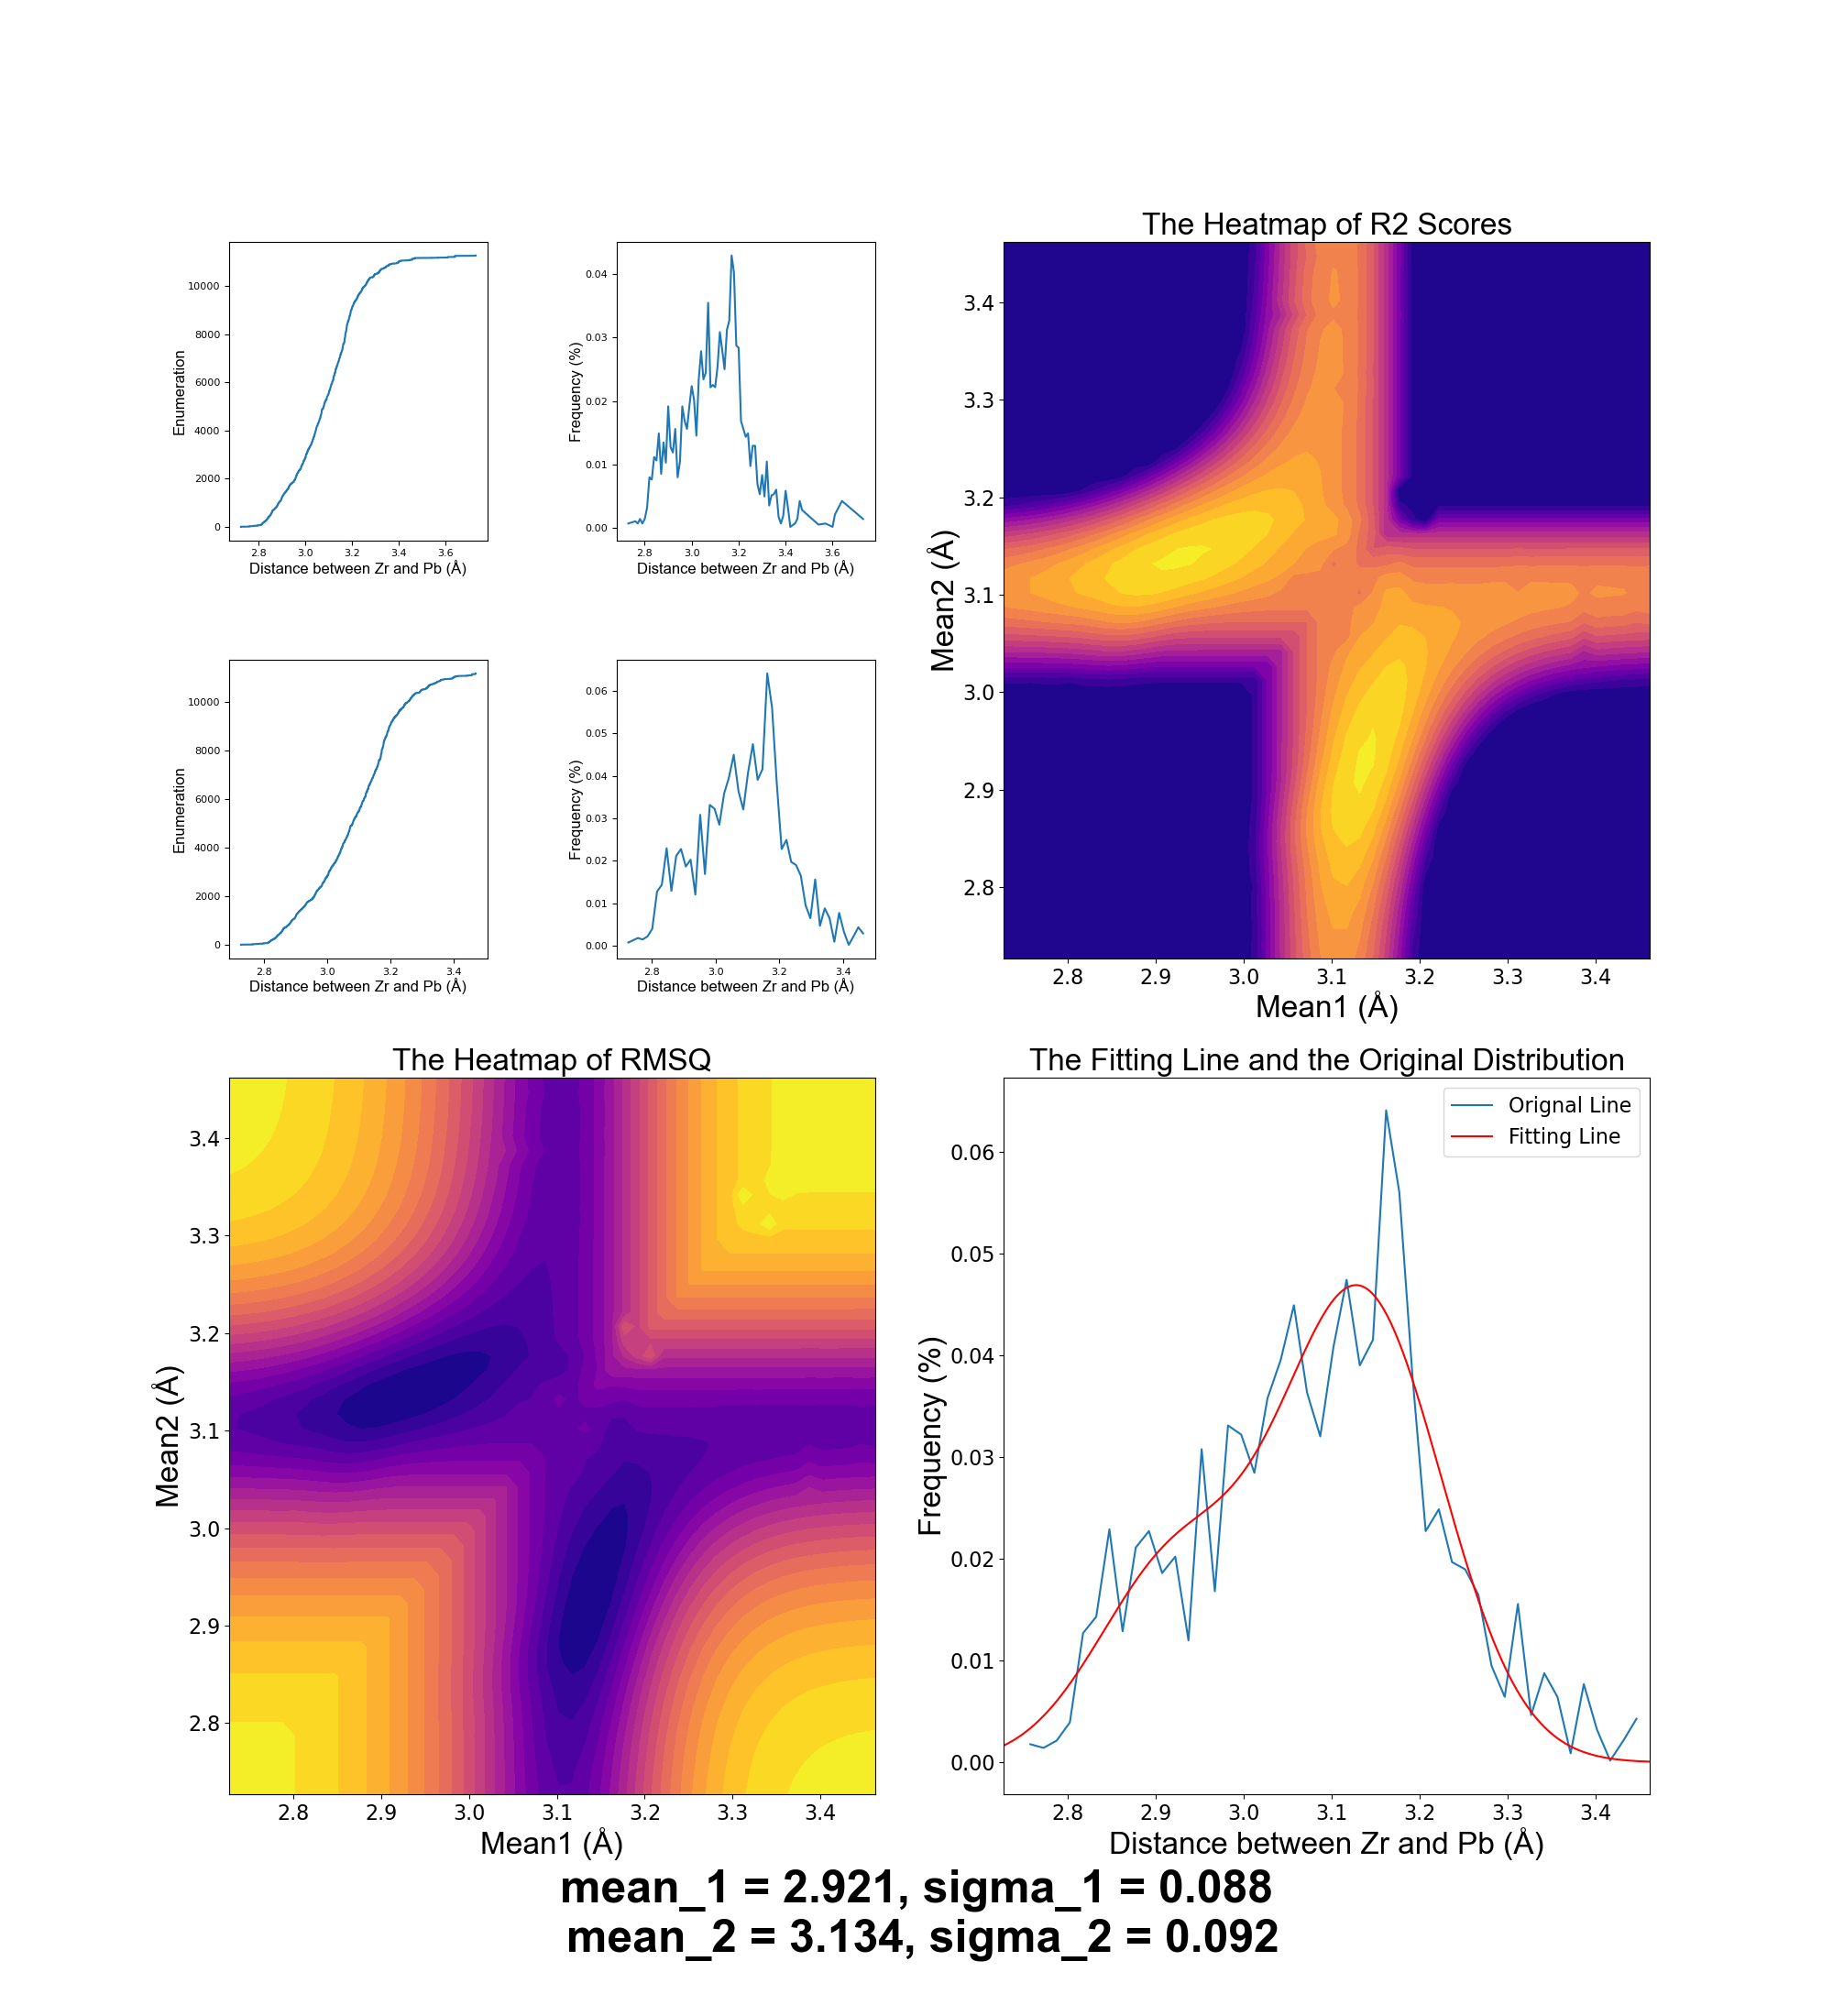 Enumeration
10000
8000
6000
4000
2000
0
2.8 3.0 3.2 3.4 3.6
Distance between Zr and Pb (Å)
Frequency (%)
0.04
0.03
0.02
0.01
0.00
2.8 3.0 3.2 3.4 3.6
Distance between Zr and Pb (Å)
The Heatmap of R2 Scores
Mean2 (Å)
3.4
3.3
3.2
3.1
3.0
2.9
2.8
2.8 2.9 3.0 3.1 3.2 3.3 3.4
Mean1 (Å)
Enumeration
10000
8000
6000
4000
2000
0
2.8 3.0 3.2 3.4
Distance between Zr and Pb (Å)
Frequency (%)
0.06
0.05
0.04
0.03
0.02
0.01
0.00
2.8 3.0 3.2 3.4
Distance between Zr and Pb (Å)
The Heatmap of RMSQ
Mean2 (Å)
3.4
3.3
3.2
3.1
3.0
2.9
2.8
2.8 2.9 3.0 3.1 3.2 3.3 3.4
Mean1 (Å)
The Fitting Line and the Original Distribution
Orignal Line
Fitting Line
Frequency (%)
0.06
0.05
0.04
0.03
0.02
0.01
0.00
2.8 2.9 3.0 3.1 3.2 3.3 3.4
Distance between Zr and Pb (Å)
mean_1 = 2.921, sigma_1 = 0.088
mean_2 = 3.134, sigma_2 = 0.092